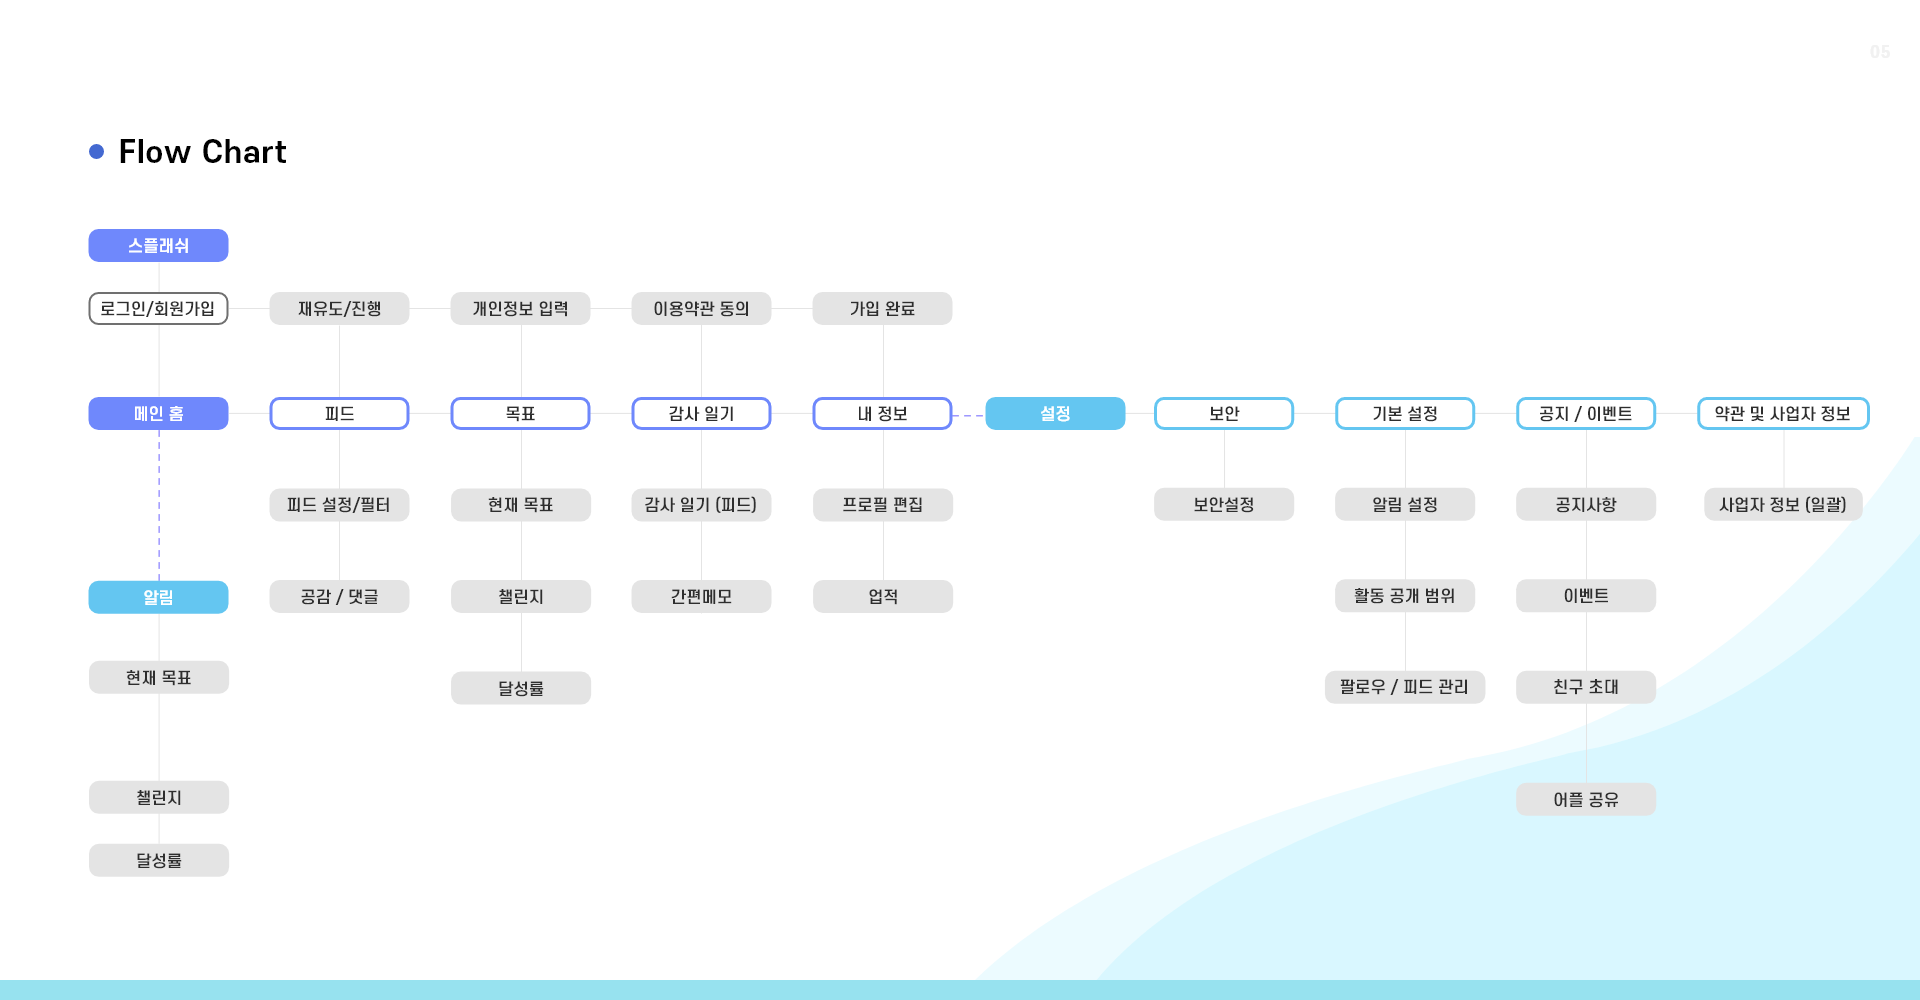 05
Flow Chart
스플래쉬
로그인/회원가입
재유도/진행
개인정보 입력
이용약관 동의
가입 완료
메인 홈
피드
목표
감사 일기
내 정보
설정
보안
기본 설정
공지 / 이벤트
약관 및 사업자 정보
피드 설정/필터
현재 목표
감사 일기 (피드)
프로필 편집
보안설정
알림 설정
공지사항
사업자 정보 (일괄)
알림
공감 / 댓글
챌린지
간편메모
업적
활동 공개 범위
이벤트
현재 목표
달성률
팔로우 / 피드 관리
친구 초대
챌린지
어플 공유
달성률